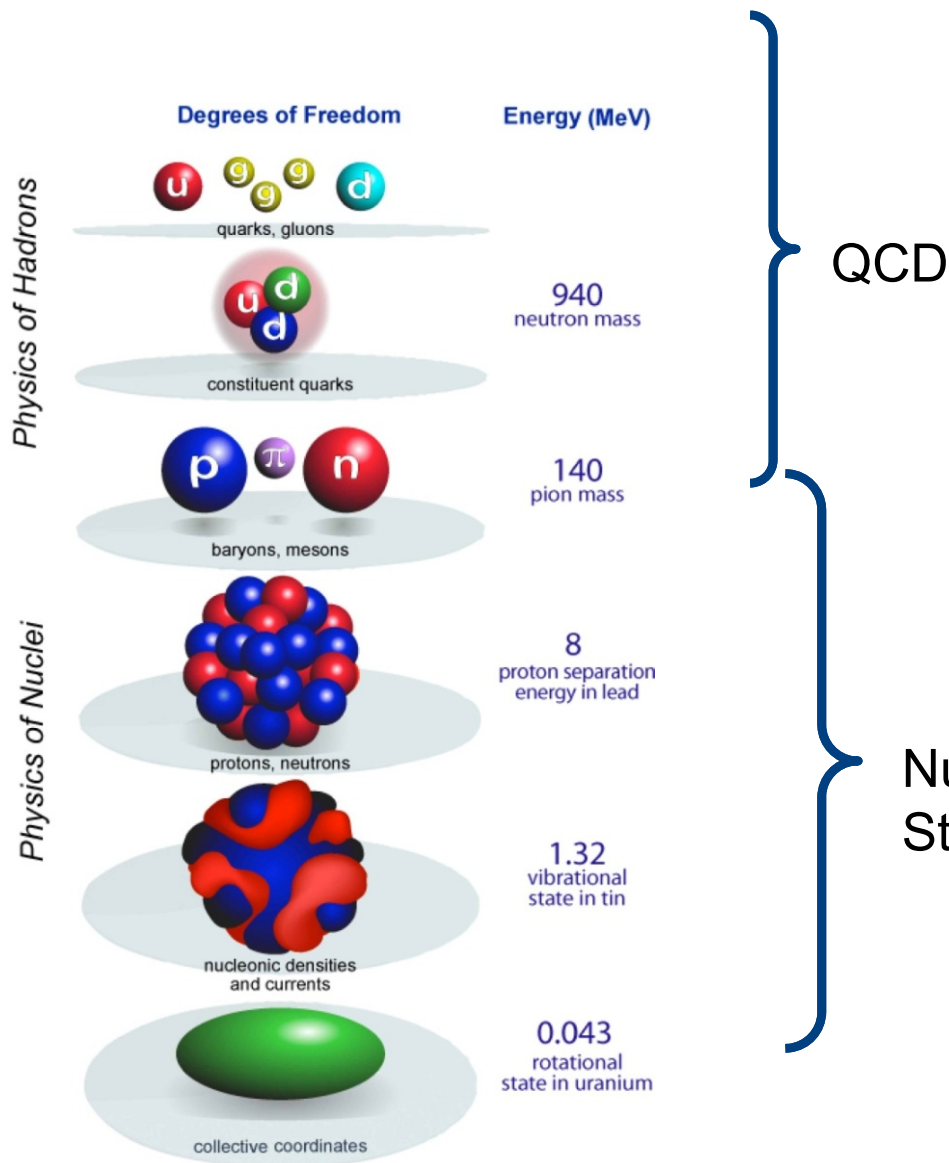 Degrees of Freedom
Energy (MeV)
Physics of Hadrons
u g g g d
quarks, gluons
u d d
constituent quarks
940
neutron mass
QCD
p π n
baryons, mesons
140
pion mass
Physics of Nuclei
protons, neutrons
8
proton separation
energy in lead
nucleonic densities
and currents
1.32
vibrational
state in tin
Nu
St
collective coordinates
0.043
rotational
state in uranium